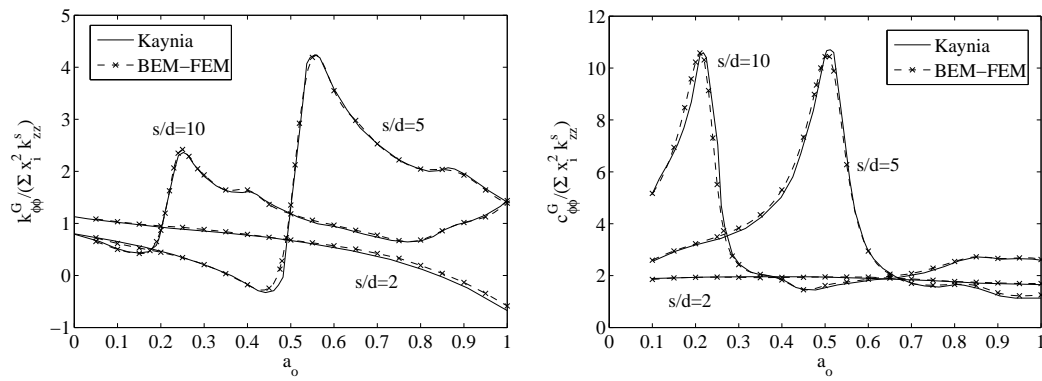 5
4
3
2
1
0
−1
k^G_ϕϕ/(Σ x_i^2 k^s_zz)
Kaynia
BEM−FEM
s/d=10
s/d=5
s/d=2
0 0.1 0.2 0.3 0.4 0.5 0.6 0.7 0.8 0.9 1
a_o
12
10
8
6
4
2
0
c^G_ϕϕ/(Σ x_i^2 k^s_zz)
Kaynia
BEM−FEM
s/d=10
s/d=5
s/d=2
0 0.1 0.2 0.3 0.4 0.5 0.6 0.7 0.8 0.9 1
a_o